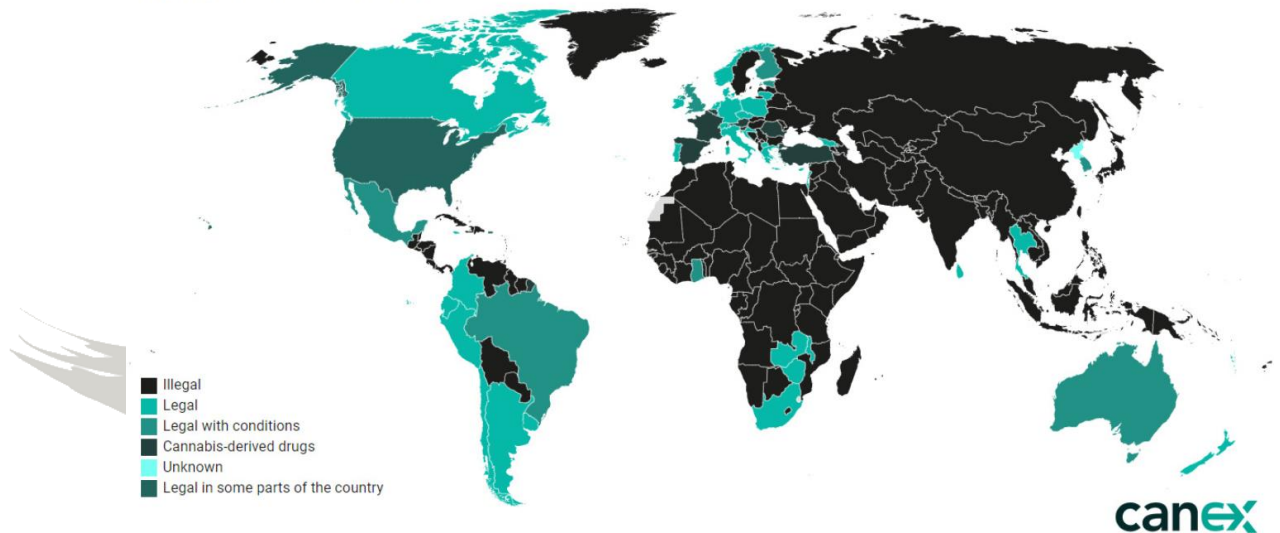 Illegal
Legal
Legal with conditions
Cannabis-derived drugs
Unknown
Legal in some parts of the country
canex